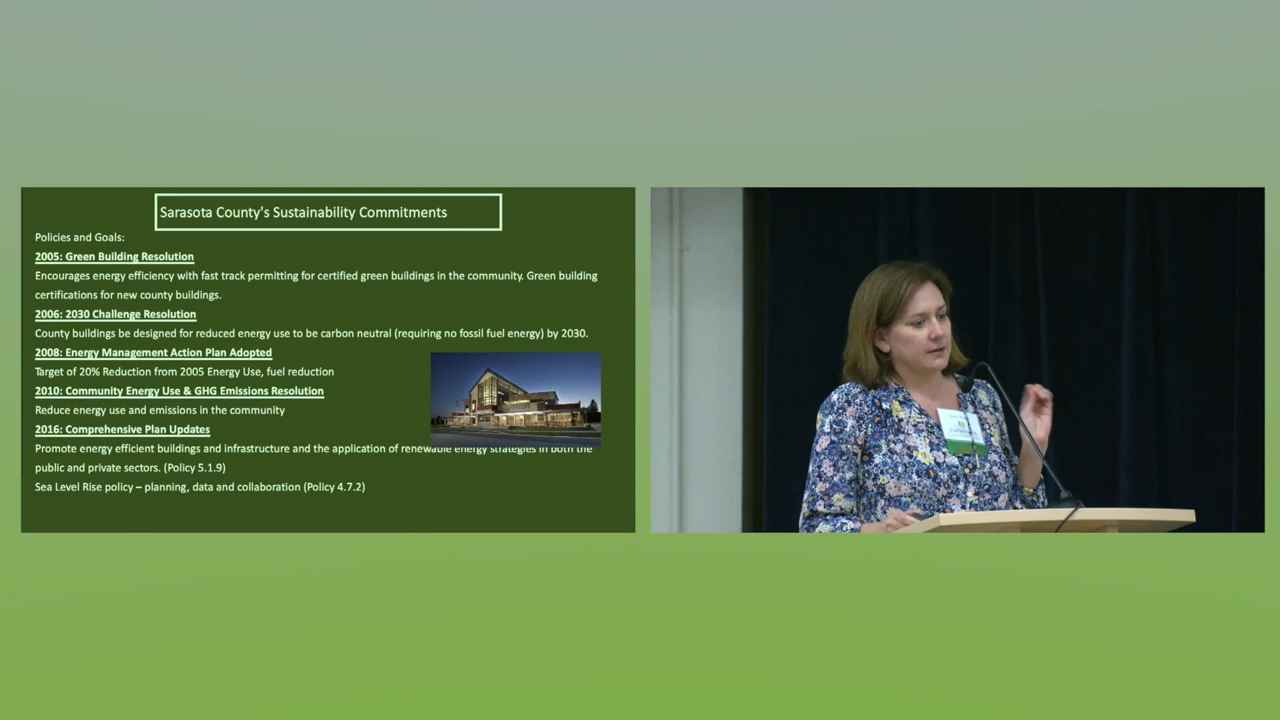 Sarasota County's Sustainability Commitments
Policies and Goals:
2005: Green Building Resolution
Encourages energy efficiency with fast track permitting for certified green buildings in the community. Green building
certifications for new county buildings.
2006: 2030 Challenge Resolution
County buildings be designed for reduced energy use to be carbon neutral (requiring no fossil fuel energy) by 2030.
2008: Energy Management Action Plan Adopted
Target of 20% Reduction from 2005 Energy Use, fuel reduction
2010: Community Energy Use & GHG Emissions Resolution
Reduce energy use and emissions in the community
2016: Comprehensive Plan Updates
Promote energy efficient buildings and infrastructure and the application of renewable energy strategies in both the
public and private sectors. (Policy 5.1.9)
Sea Level Rise policy – planning, data and collaboration (Policy 4.7.2)